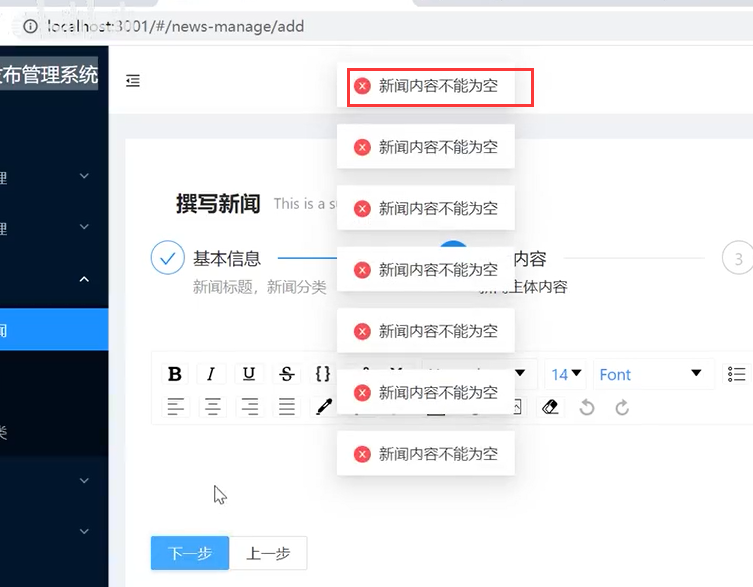 localhost:3001/#/news-manage/add
布管理系统
新闻内容不能为空
新闻内容不能为空
理
撰写新闻 This is a su
新闻内容不能为空
理
基本信息
内容
3
新闻标题，新闻分类
新闻内容不能为空
主体内容
闻
新闻内容不能为空
B I U S {} 14 Font
新闻内容不能为空
类
新闻内容不能为空
下一步 上一步